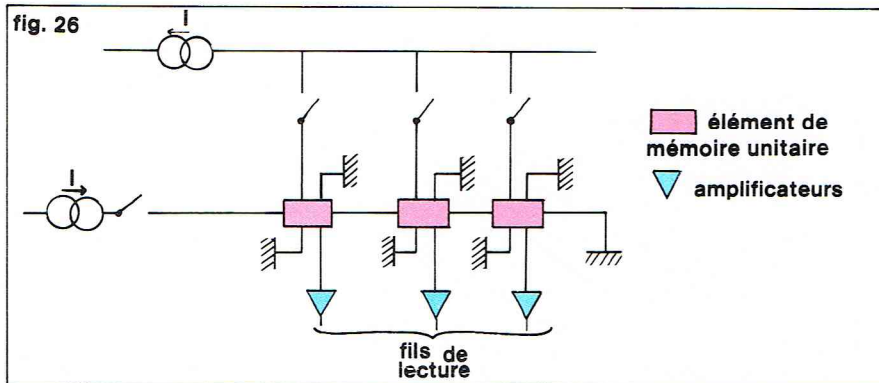 fig. 26
I
I
élément de
mémoire unitaire
amplificateurs
fils de
lecture